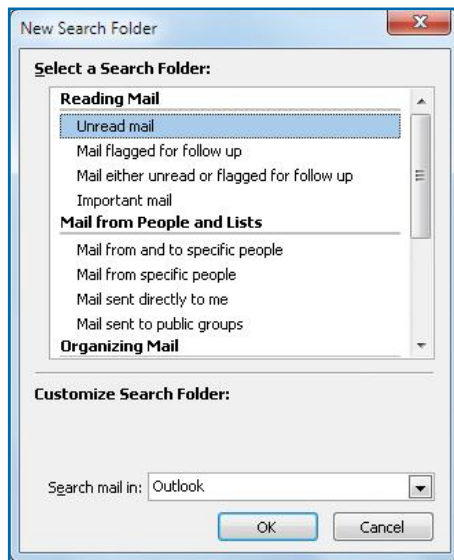 New Search Folder
Select a Search Folder:
Reading Mail
Unread mail
Mail flagged for follow up
Mail either unread or flagged for follow up
Important mail
Mail from People and Lists
Mail from and to specific people
Mail from specific people
Mail sent directly to me
Mail sent to public groups
Organizing Mail
Customize Search Folder:
Search mail in: Outlook
OK Cancel